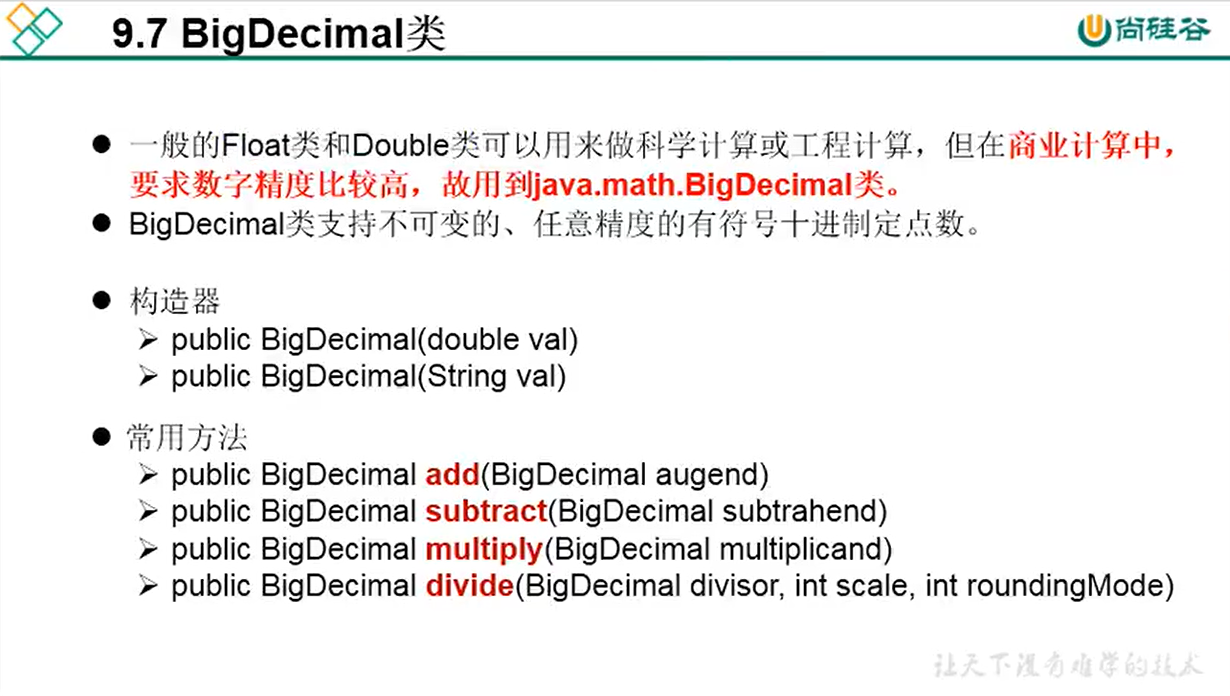 9.7 BigDecimal类
尚硅谷
一般的Float类和Double类可以用来做科学计算或工程计算，但在商业计算中，
要求数字精度比较高，故用到java.math.BigDecimal类。
BigDecimal类支持不可变的、任意精度的有符号十进制定点数。
构造器
public BigDecimal(double val)
public BigDecimal(String val)
常用方法
public BigDecimal add(BigDecimal augend)
public BigDecimal subtract(BigDecimal subtrahend)
public BigDecimal multiply(BigDecimal multiplicand)
public BigDecimal divide(BigDecimal divisor, int scale, int roundingMode)
让天下没有难学的技术